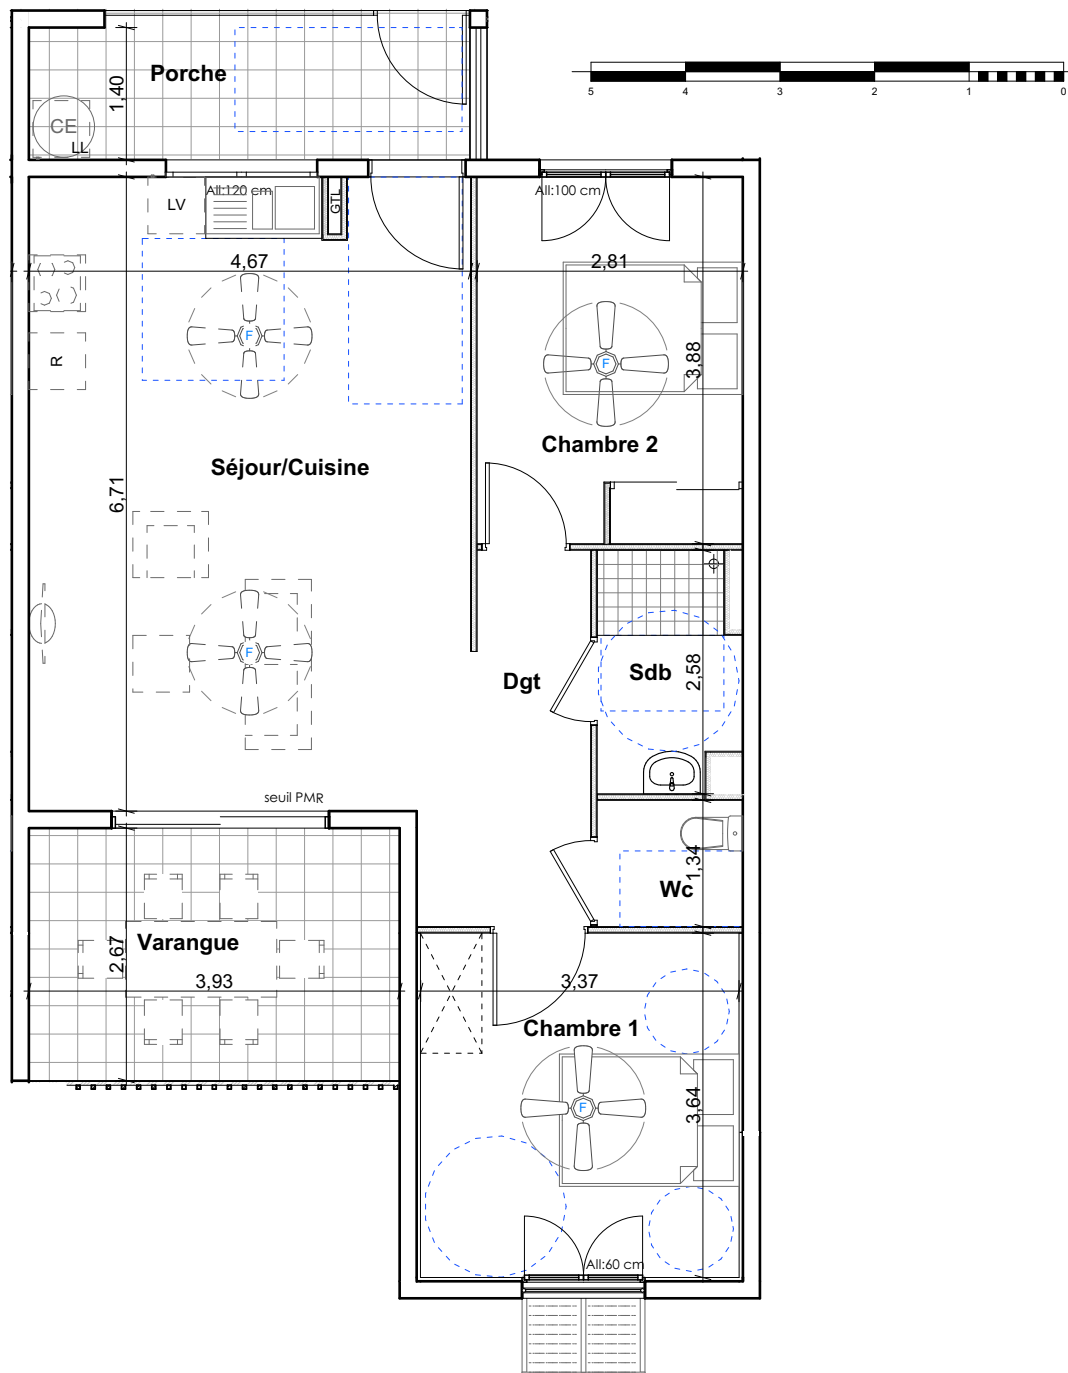 Porche
1,40
CE
LL
5 4 3 2 1 0
All:120 cm
All:100 cm
LV
GTL
4,67
2,81
F
F
R
3,88
Chambre 2
Séjour/Cuisine
6,71
F
Dgt
Sdb
2,58
seuil PMR
1,34
Wc
Varangue
2,67
3,93
3,37
Chambre 1
F
3,64
All:60 cm